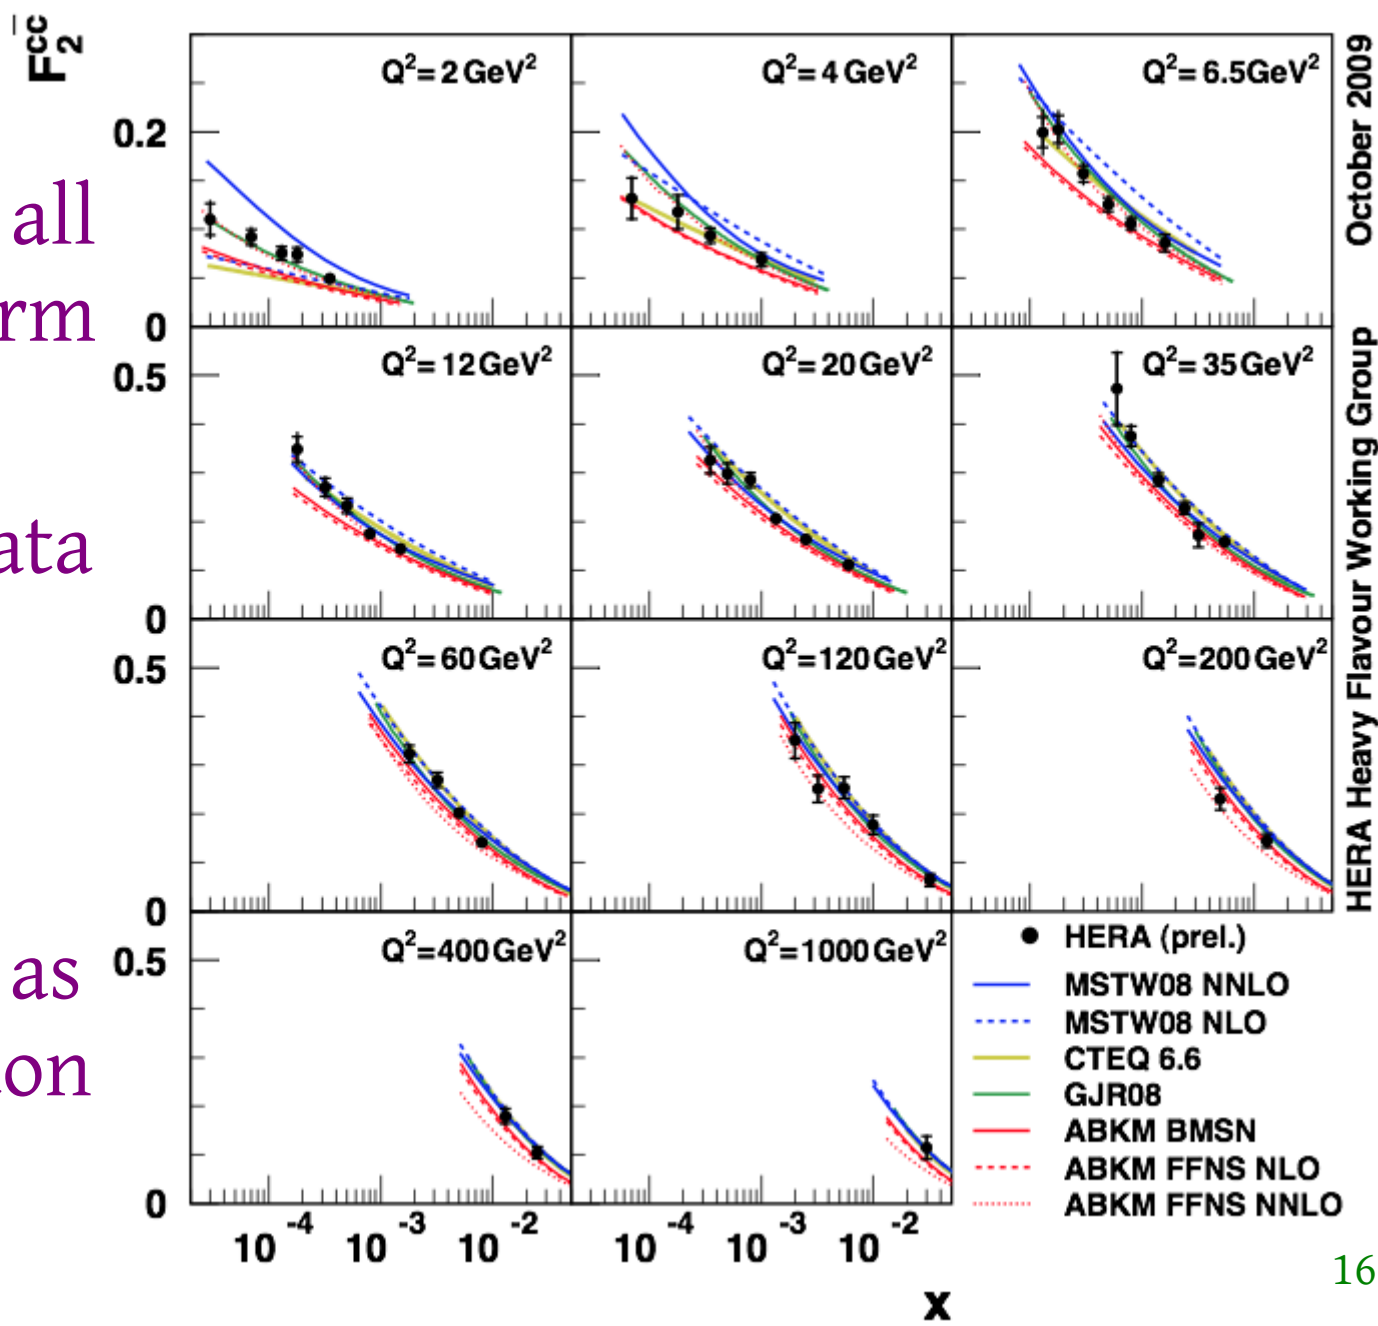 F₂^cc̄
Q²= 2 GeV²
Q²= 4 GeV²
Q²= 6.5GeV²
October 2009
0.2
0
all
rm
Q²= 12 GeV²
Q²= 20 GeV²
Q²= 35 GeV²
HERA Heavy Flavour Working Group
0.5
0
ata
Q²= 60 GeV²
Q²=120 GeV²
Q²=200 GeV²
0.5
0
Q²=400 GeV²
Q²=1000 GeV²
0.5
0
as
on
HERA (prel.)
MSTW08 NNLO
MSTW08 NLO
CTEQ 6.6
GJR08
ABKM BMSN
ABKM FFNS NLO
ABKM FFNS NNLO
10⁻⁴ 10⁻³ 10⁻² 10⁻⁴ 10⁻³ 10⁻²
x
16